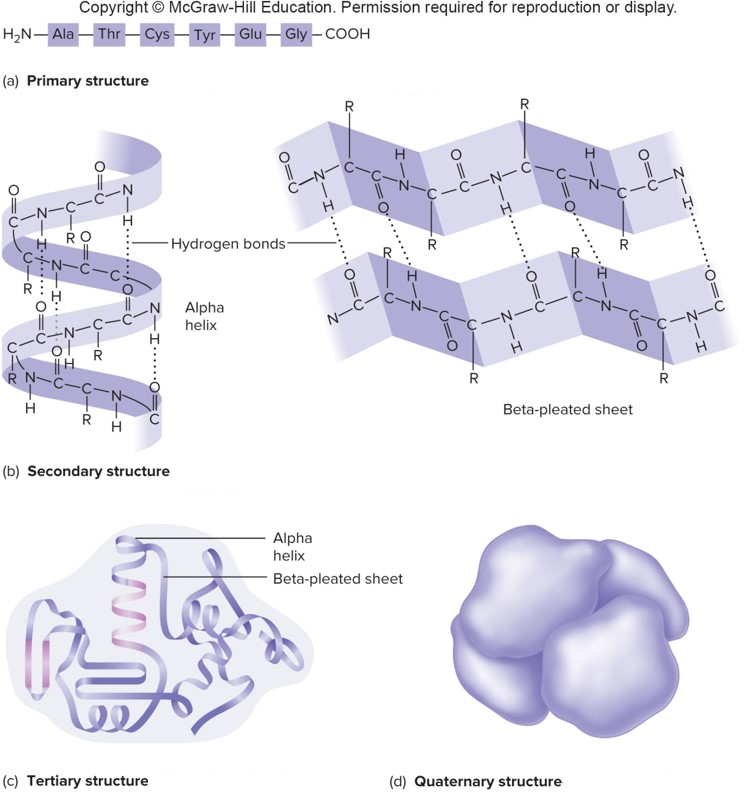 Copyright © McGraw-Hill Education. Permission required for reproduction or display.
H₂N Ala Thr Cys Tyr Glu Gly COOH
(a) Primary structure
R R
O H O H O
C N C C N C C N C C N C C N
H O R H O R H
Hydrogen bonds
O O
C N C C N
H R H
O
C N C C
R H O
Alpha
helix
O C N
C C N C H
H R
O
R N C C N
H R H C
R R
O H O H O
N C C N C C N C C N C C N C
O R H O R H
Beta-pleated sheet
(b) Secondary structure
Alpha
helix
Beta-pleated sheet
(c) Tertiary structure
(d) Quaternary structure